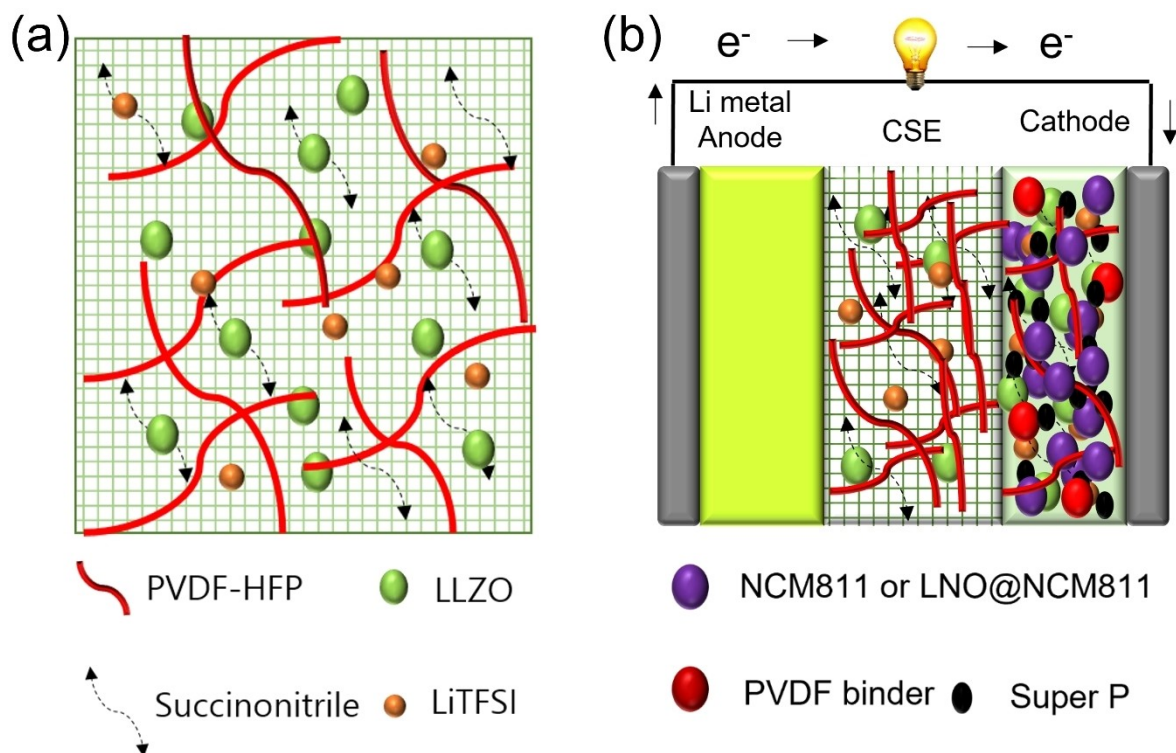 (a)
PVDF-HFP
LLZO
Succinonitrile
LiTFSI
(b)
e-
e-
Li metal
Anode
CSE
Cathode
NCM811 or LNO@NCM811
PVDF binder
Super P